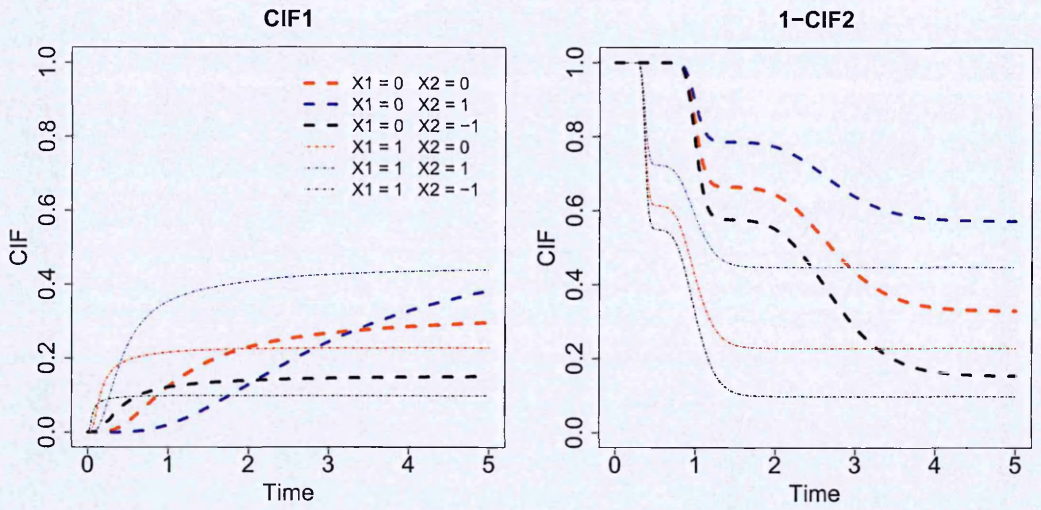 CIF1
1−CIF2
CIF
1.0
0.8
0.6
0.4
0.2
0.0
X1 = 0 X2 = 0
X1 = 0 X2 = 1
X1 = 0 X2 = −1
X1 = 1 X2 = 0
X1 = 1 X2 = 1
X1 = 1 X2 = −1
0 1 2 3 4 5
Time
CIF
1.0
0.8
0.6
0.4
0.2
0.0
0 1 2 3 4 5
Time